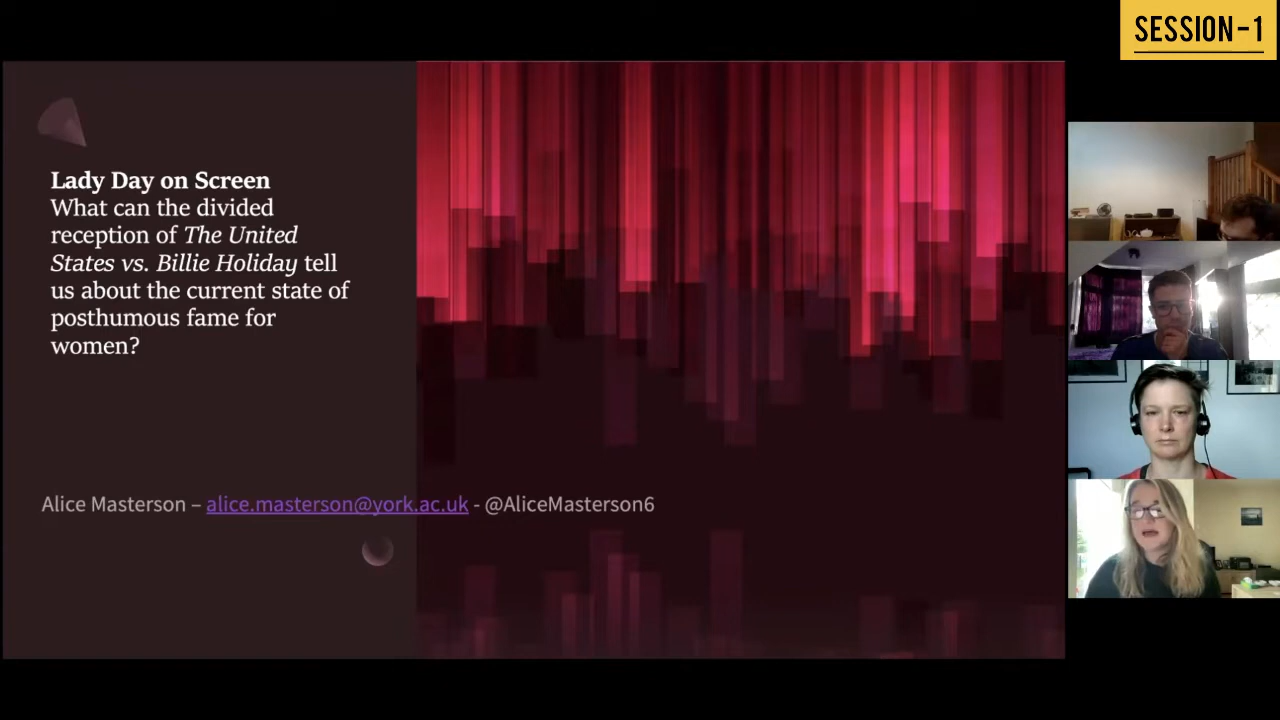 SESSION-1
Lady Day on Screen
What can the divided
reception of The United
States vs. Billie Holiday tell
us about the current state of
posthumous fame for
women?
Alice Masterson – alice.masterson@york.ac.uk - @AliceMasterson6